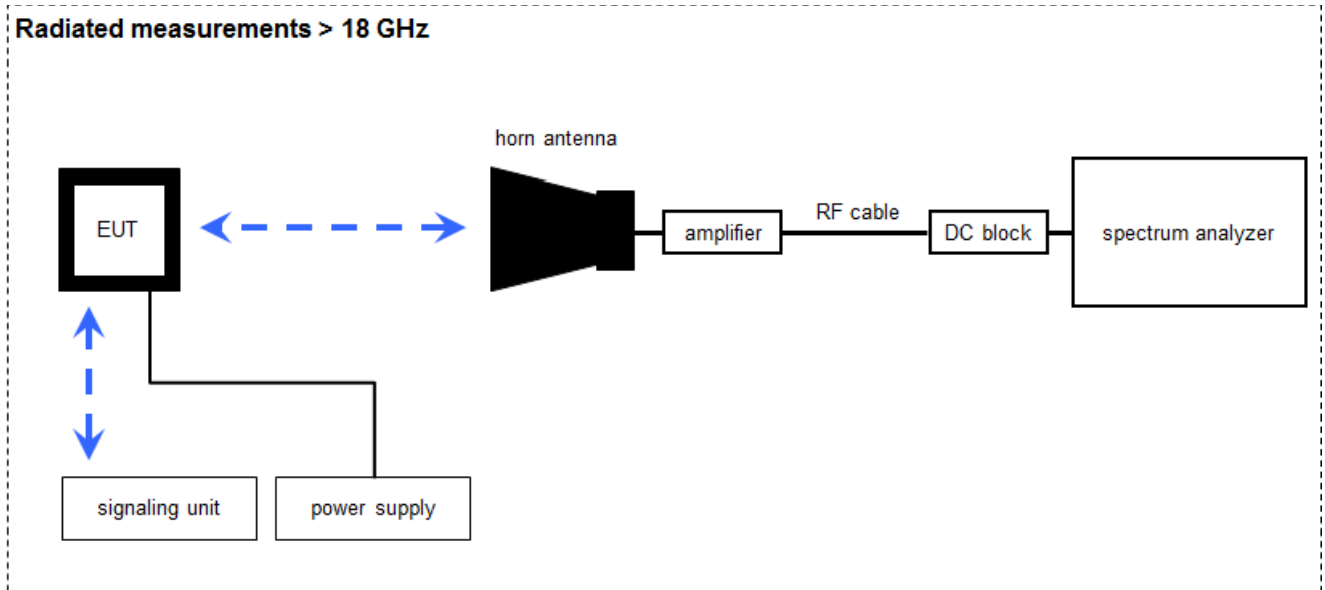 Radiated measurements > 18 GHz
horn antenna
EUT
amplifier
RF cable
DC block
spectrum analyzer
signaling unit
power supply